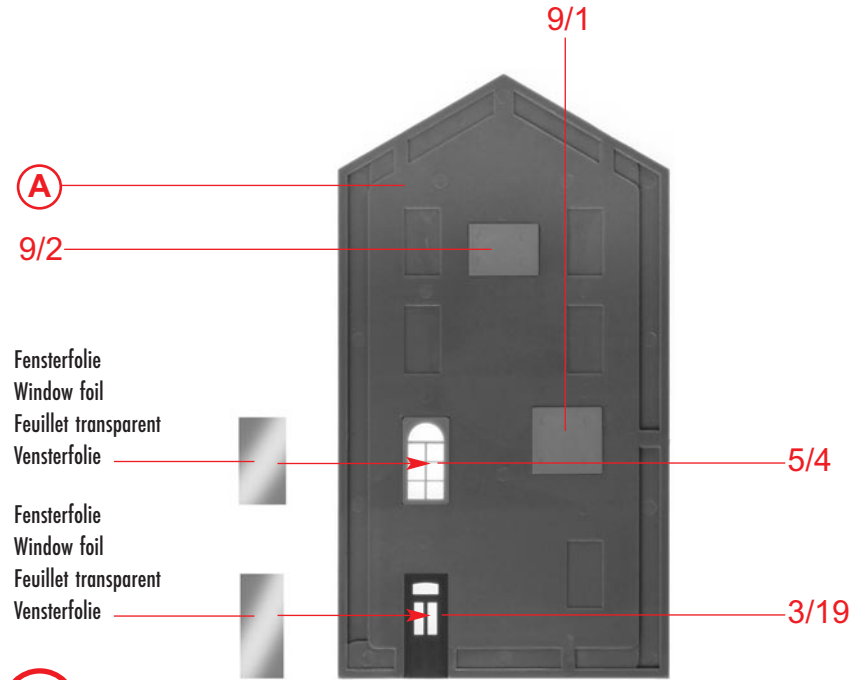 9/1
A
9/2
Fensterfolie
Window foil
Feuillet transparent
Vensterfolie
5/4
Fensterfolie
Window foil
Feuillet transparent
Vensterfolie
3/19